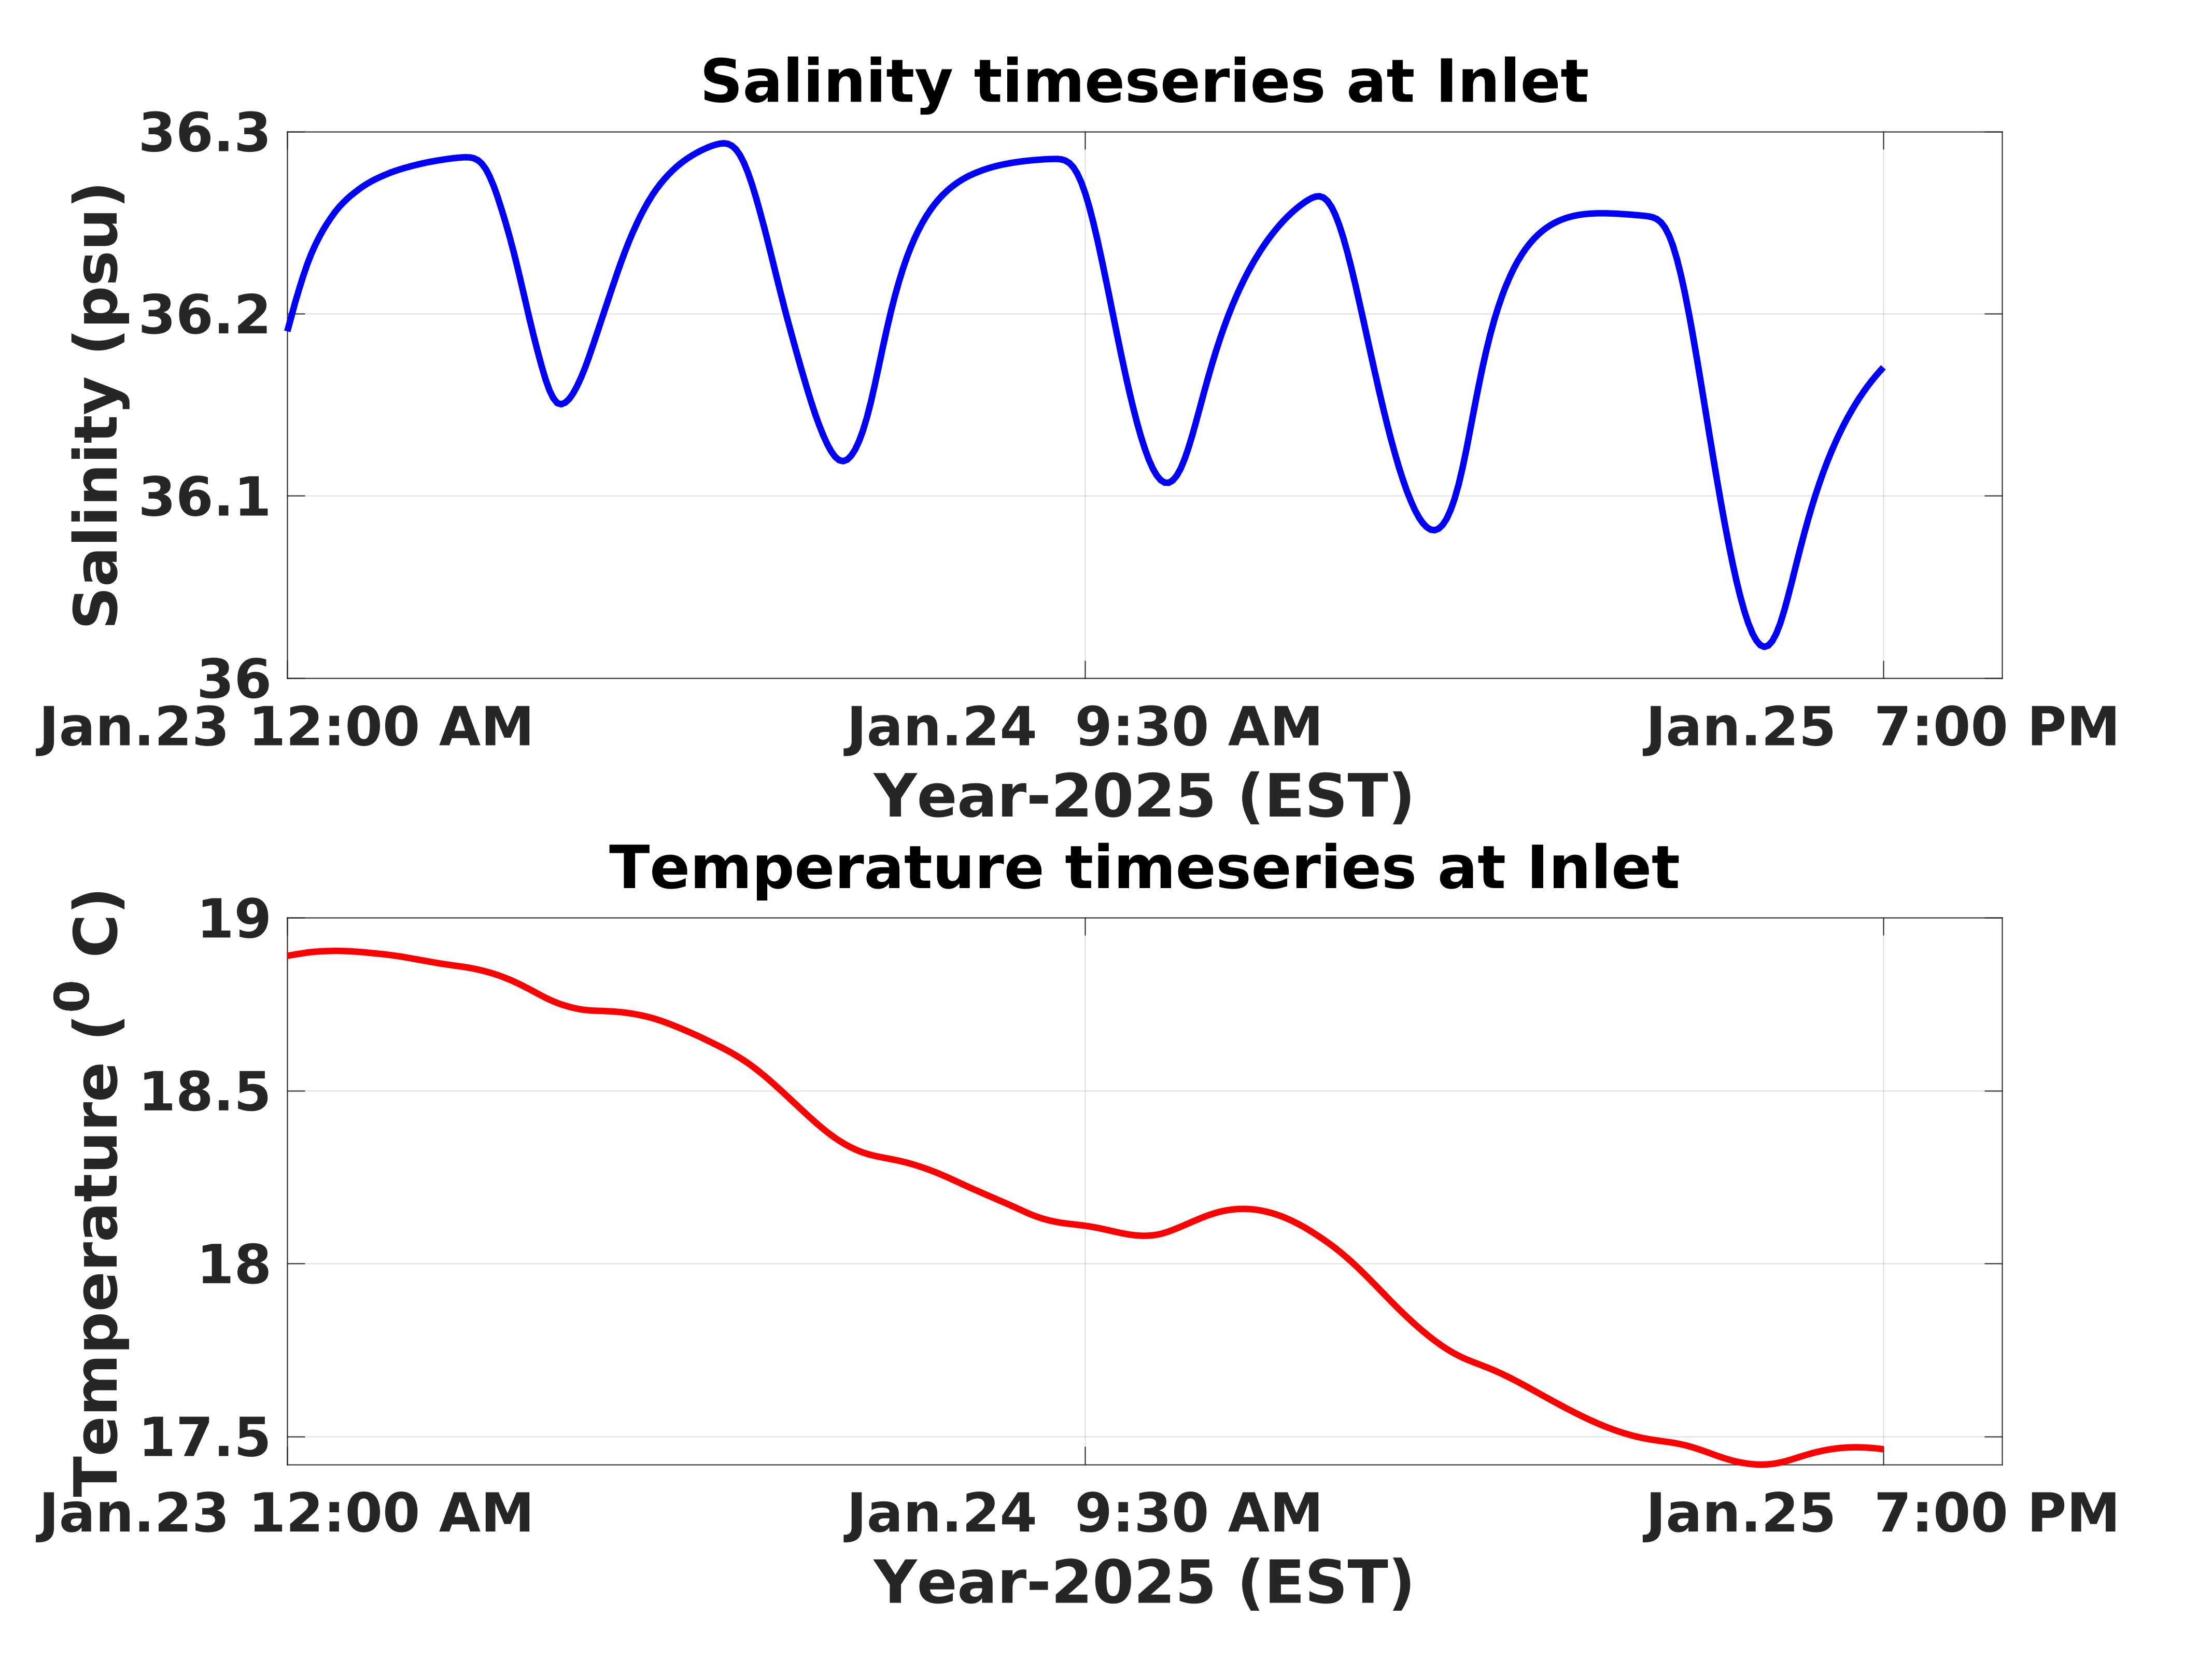 Salinity timeseries at Inlet
Salinity (psu)
36.3
36.2
36.1
36
Jan.23 12:00 AM Jan.24  9:30 AM Jan.25  7:00 PM
Year-2025 (EST)
Temperature timeseries at Inlet
Temperature (⁰ C)
19
18.5
18
17.5
Jan.23 12:00 AM Jan.24  9:30 AM Jan.25  7:00 PM
Year-2025 (EST)